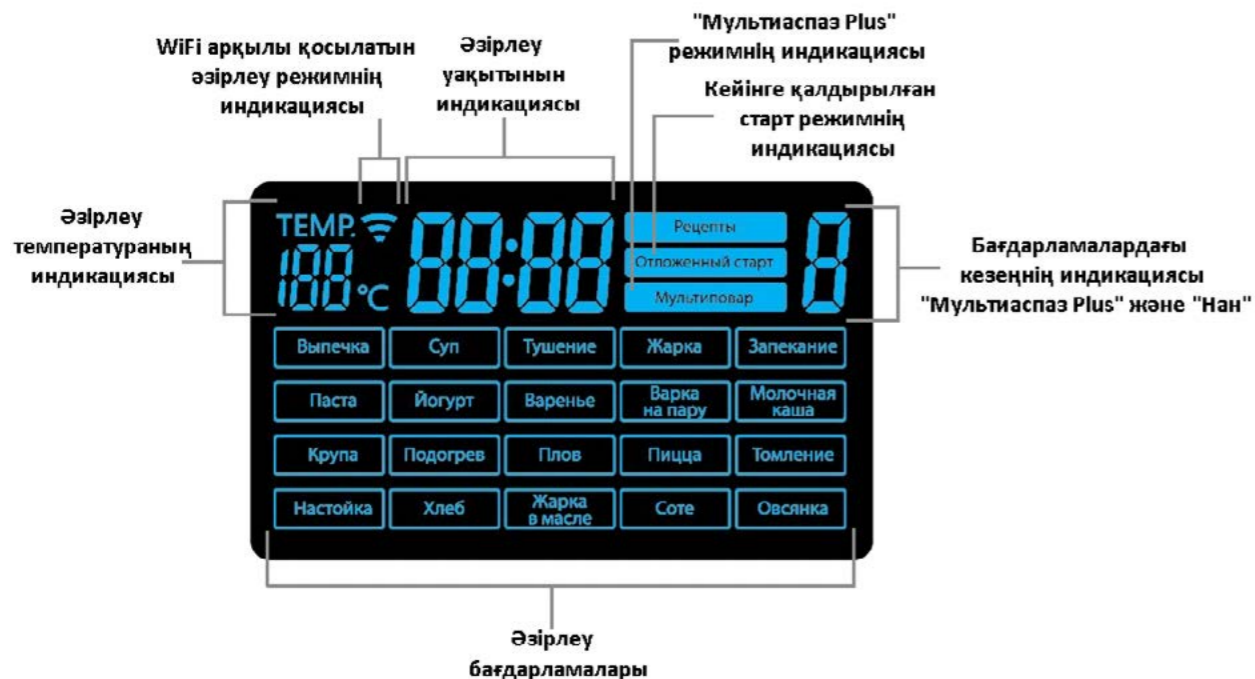 "Мультиаспаз Plus"
режимнің индикациясы
WiFi арқылы қосылатын
әзірлеу режимнің
индикациясы
Әзірлеу
уақытынын
индикациясы
Кейінге қалдырылған
старт режимнің
индикациясы
Әзірлеу
температураның
индикациясы
TEMP.
188 °C
88:88
Рецепты
Отложенный старт
Мультиповар
8
Бағдарламалардағы
кезеңнің индикациясы
"Мультиаспаз Plus" және "Нан"
Выпечка Суп Тушение Жарка Запекание
Паста Йогурт Варенье Варка
на пару Молочная
каша
Крупа Подогрев Плов Пицца Томление
Настойка Хлеб Жарка
в масле Соте Овсянка
Әзірлеу
бағдарламалары